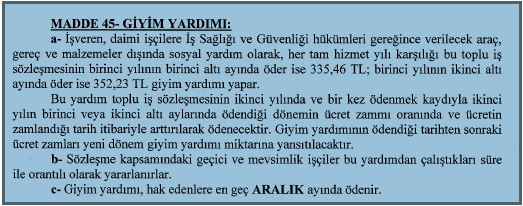 MADDE 45- GİYİM YARDIMI:
a- İşveren, daimi işçilere İş Sağlığı ve Güvenliği hükümleri gereğince verilecek araç,
gereç ve malzemeler dışında sosyal yardım olarak, her tam hizmet yılı karşılığı bu toplu iş
sözleşmesinin birinci yılının birinci altı ayında öder ise 335,46 TL; birinci yılının ikinci altı
ayında öder ise 352,23 TL giyim yardımı yapar.
Bu yardım toplu iş sözleşmesinin ikinci yılında ve bir kez ödenmek kaydıyla ikinci
yılın birinci veya ikinci altı aylarında ödendiği dönemin ücret zammı oranında ve ücretin
zamlandığı tarih itibariyle arttırılarak ödenecektir. Giyim yardımının ödendiği tarihten sonraki
ücret zamları yeni dönem giyim yardımı miktarına yansıtılacaktır.
b- Sözleşme kapsamındaki geçici ve mevsimlik işçiler bu yardımdan çalıştıkları süre
ile orantılı olarak yararlanırlar.
c- Giyim yardımı, hak edenlere en geç ARALIK ayında ödenir.